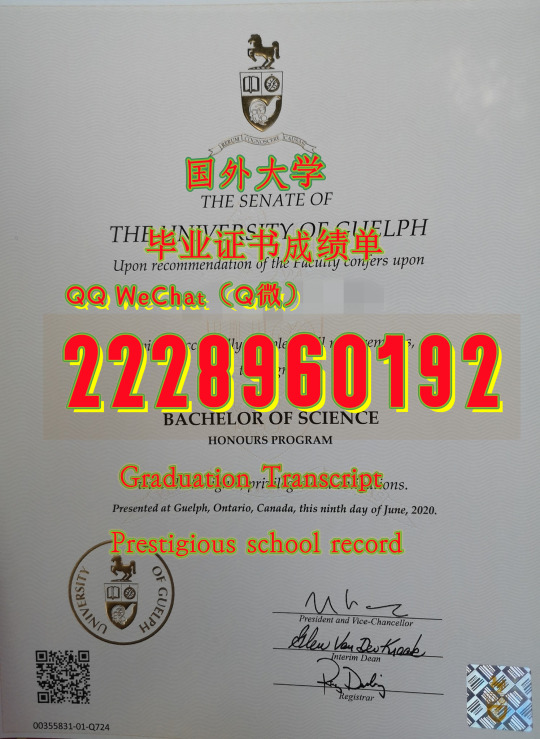 国外大学
THE SENATE OF
THE UNIVERSITY OF GUELPH
毕业证书成绩单
Upon recommendation of the Faculty confers upon
QQ WeChat（Q微）
2228960192
BACHELOR OF SCIENCE
HONOURS PROGRAM
Graduation Transcript
Presented at Guelph, Ontario, Canada, this ninth day of June, 2020.
Prestigious school record
UNIVERSITY OF GUELPH
President and Vice-Chancellor
Interim Dean
Registrar
00355831-01-Q724